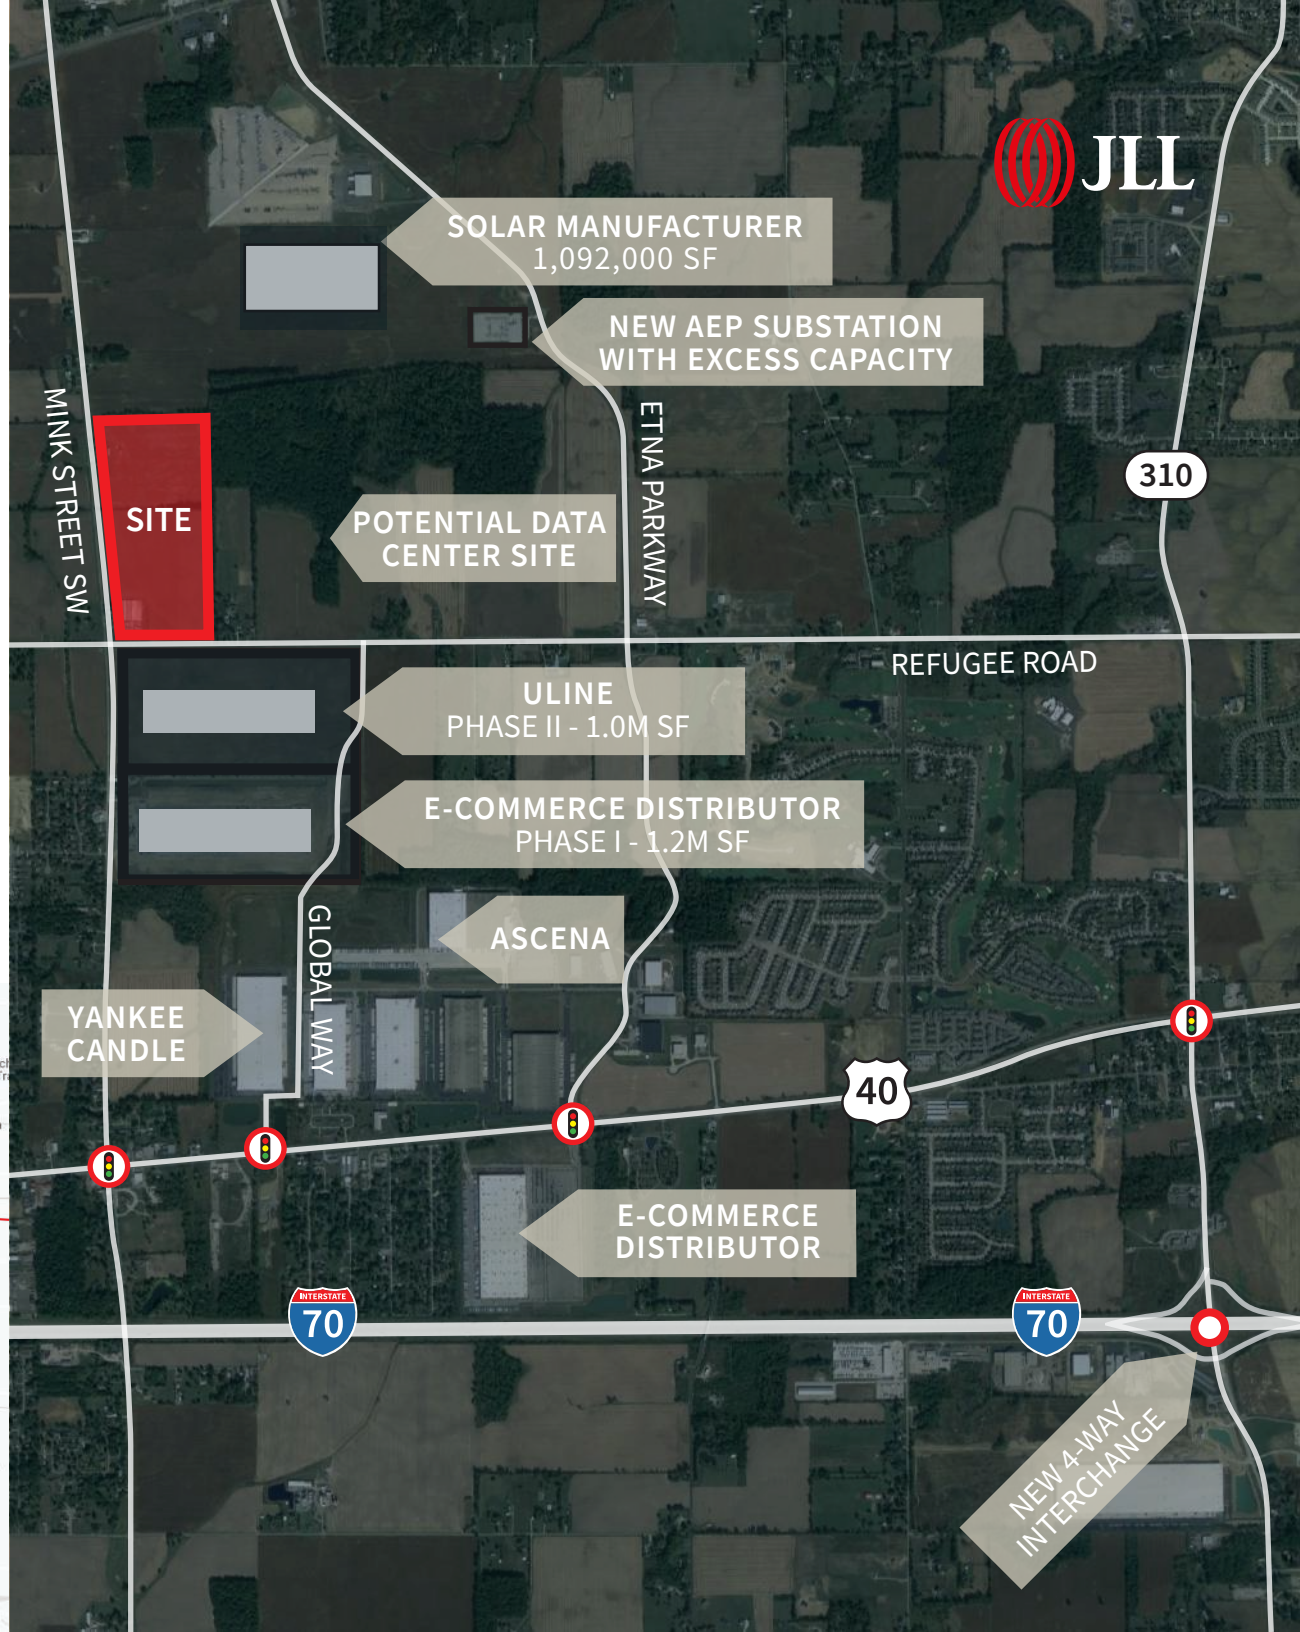 JLL
SOLAR MANUFACTURER
1,092,000 SF
NEW AEP SUBSTATION
WITH EXCESS CAPACITY
MINK STREET SW
ETNA PARKWAY
310
SITE
POTENTIAL DATA
CENTER SITE
REFUGEE ROAD
ULINE
PHASE II - 1.0M SF
E-COMMERCE DISTRIBUTOR
PHASE I - 1.2M SF
GLOBAL WAY
ASCENA
YANKEE
CANDLE
40
E-COMMERCE
DISTRIBUTOR
INTERSTATE
70
INTERSTATE
70
NEW 4-WAY
INTERCHANGE